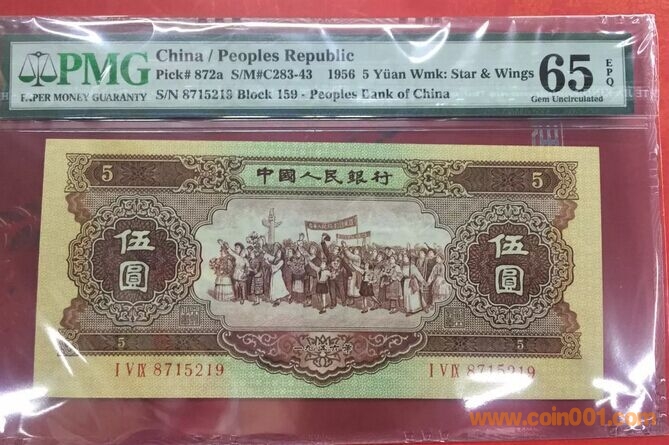 PMG
PAPER MONEY GUARANTY
China / Peoples Republic
Pick# 872a S/M#C283-43 1956 5 Yüan Wmk: Star & Wings
S/N 8715219 Block 159 - Peoples Bank of China
65 EPQ
Gem Uncirculated
5 中國人民銀行 5
伍圓 伍圓
5 5
I V IX 8715219 I V IX 8715219
www.coin001.com